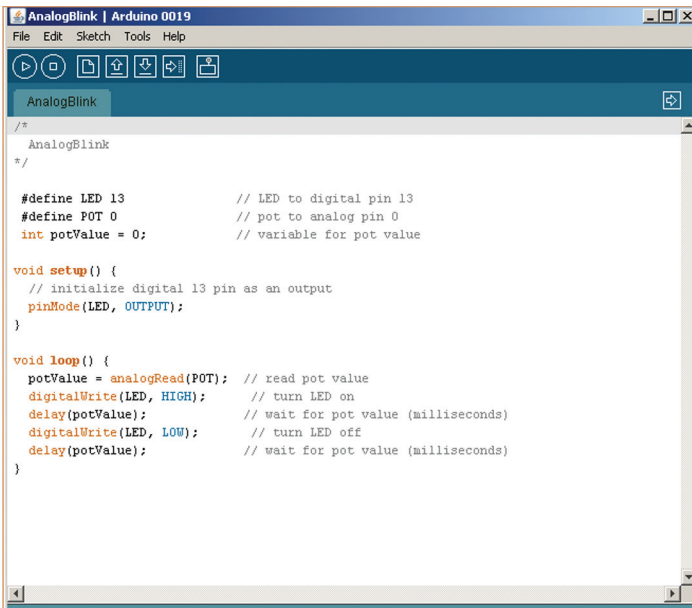 AnalogBlink | Arduino 0019
File Edit Sketch Tools Help
AnalogBlink
/*
  AnalogBlink
*/
#define LED 13 // LED to digital pin 13
#define POT 0 // pot to analog pin 0
int potValue = 0; // variable for pot value
void setup() {
  // initialize digital 13 pin as an output
  pinMode(LED, OUTPUT);
}
void loop() {
  potValue = analogRead(POT); // read pot value
  digitalWrite(LED, HIGH); // turn LED on
  delay(potValue); // wait for pot value (milliseconds)
  digitalWrite(LED, LOW); // turn LED off
  delay(potValue); // wait for pot value (milliseconds)
}